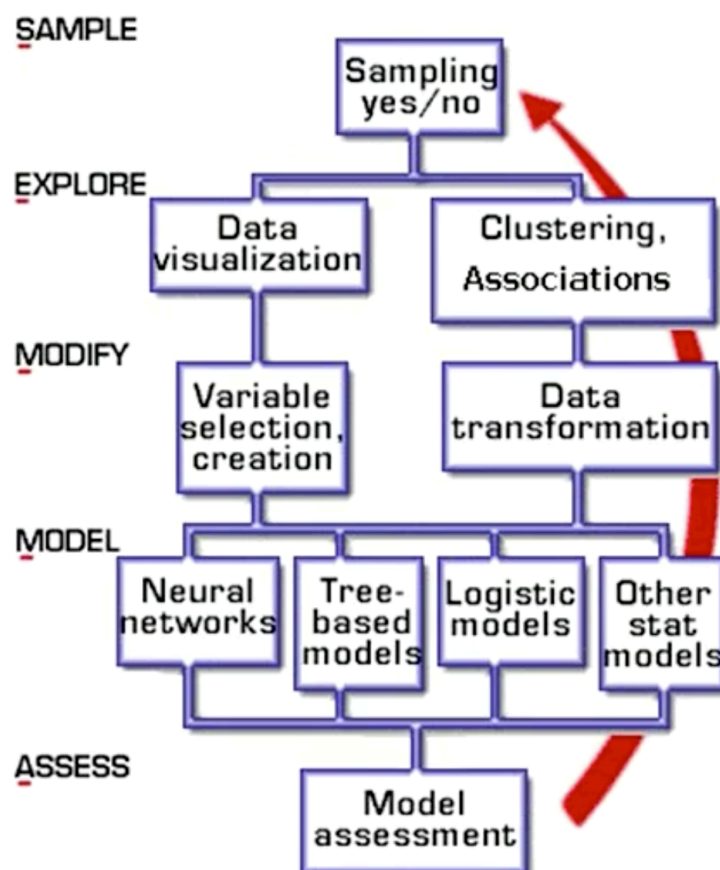 SAMPLE
Sampling
yes/no
EXPLORE
Data
visualization
Clustering,
Associations
MODIFY
Variable
selection,
creation
Data
transformation
MODEL
Neural
networks
Tree-
based
models
Logistic
models
Other
stat
models
ASSESS
Model
assessment